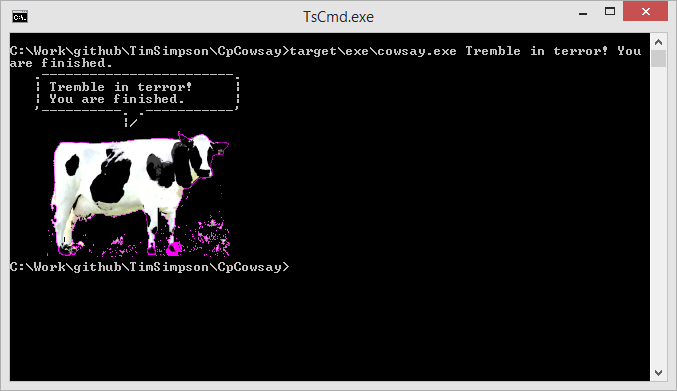 TsCmd.exe
C:\Work\github\TimSimpson\CpCowsay>target\exe\cowsay.exe Tremble in terror! You
are finished.
Tremble in terror!
You are finished.
C:\Work\github\TimSimpson\CpCowsay>